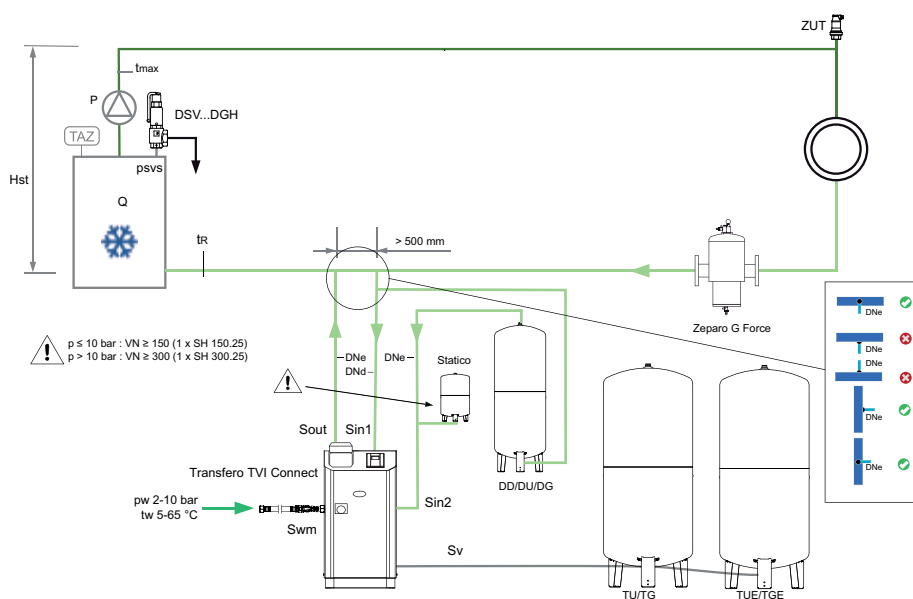 ZUT
tmax
P
DSV...DGH
TAZ
psvs
Hst
Q
tR
> 500 mm
Zeparo G Force
DNe
DNe
DNe
DNe
DNe
p ≤ 10 bar : VN ≥ 150 (1 x SH 150.25)
p > 10 bar : VN ≥ 300 (1 x SH 300.25)
DNe
DNd
DNe
Statico
Sout
Sin1
Transfero TVI Connect
DD/DU/DG
Sin2
pw 2-10 bar
tw 5-65 °C
Swm
Sv
TU/TG
TUE/TGE